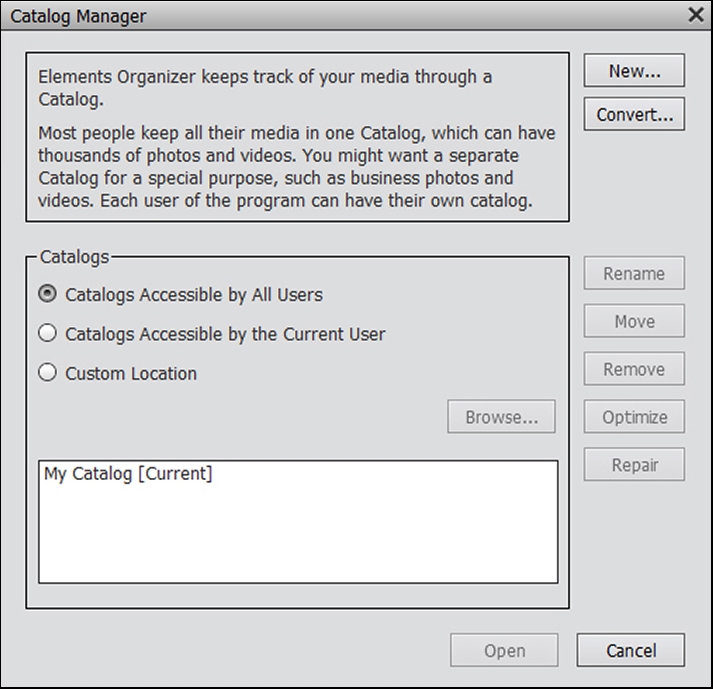 Catalog Manager
Elements Organizer keeps track of your media through a
Catalog.
Most people keep all their media in one Catalog, which can have
thousands of photos and videos. You might want a separate
Catalog for a special purpose, such as business photos and
videos. Each user of the program can have their own catalog.
New...
Convert...
Catalogs
Catalogs Accessible by All Users
Catalogs Accessible by the Current User
Custom Location
Browse...
My Catalog [Current]
Rename
Move
Remove
Optimize
Repair
Open
Cancel